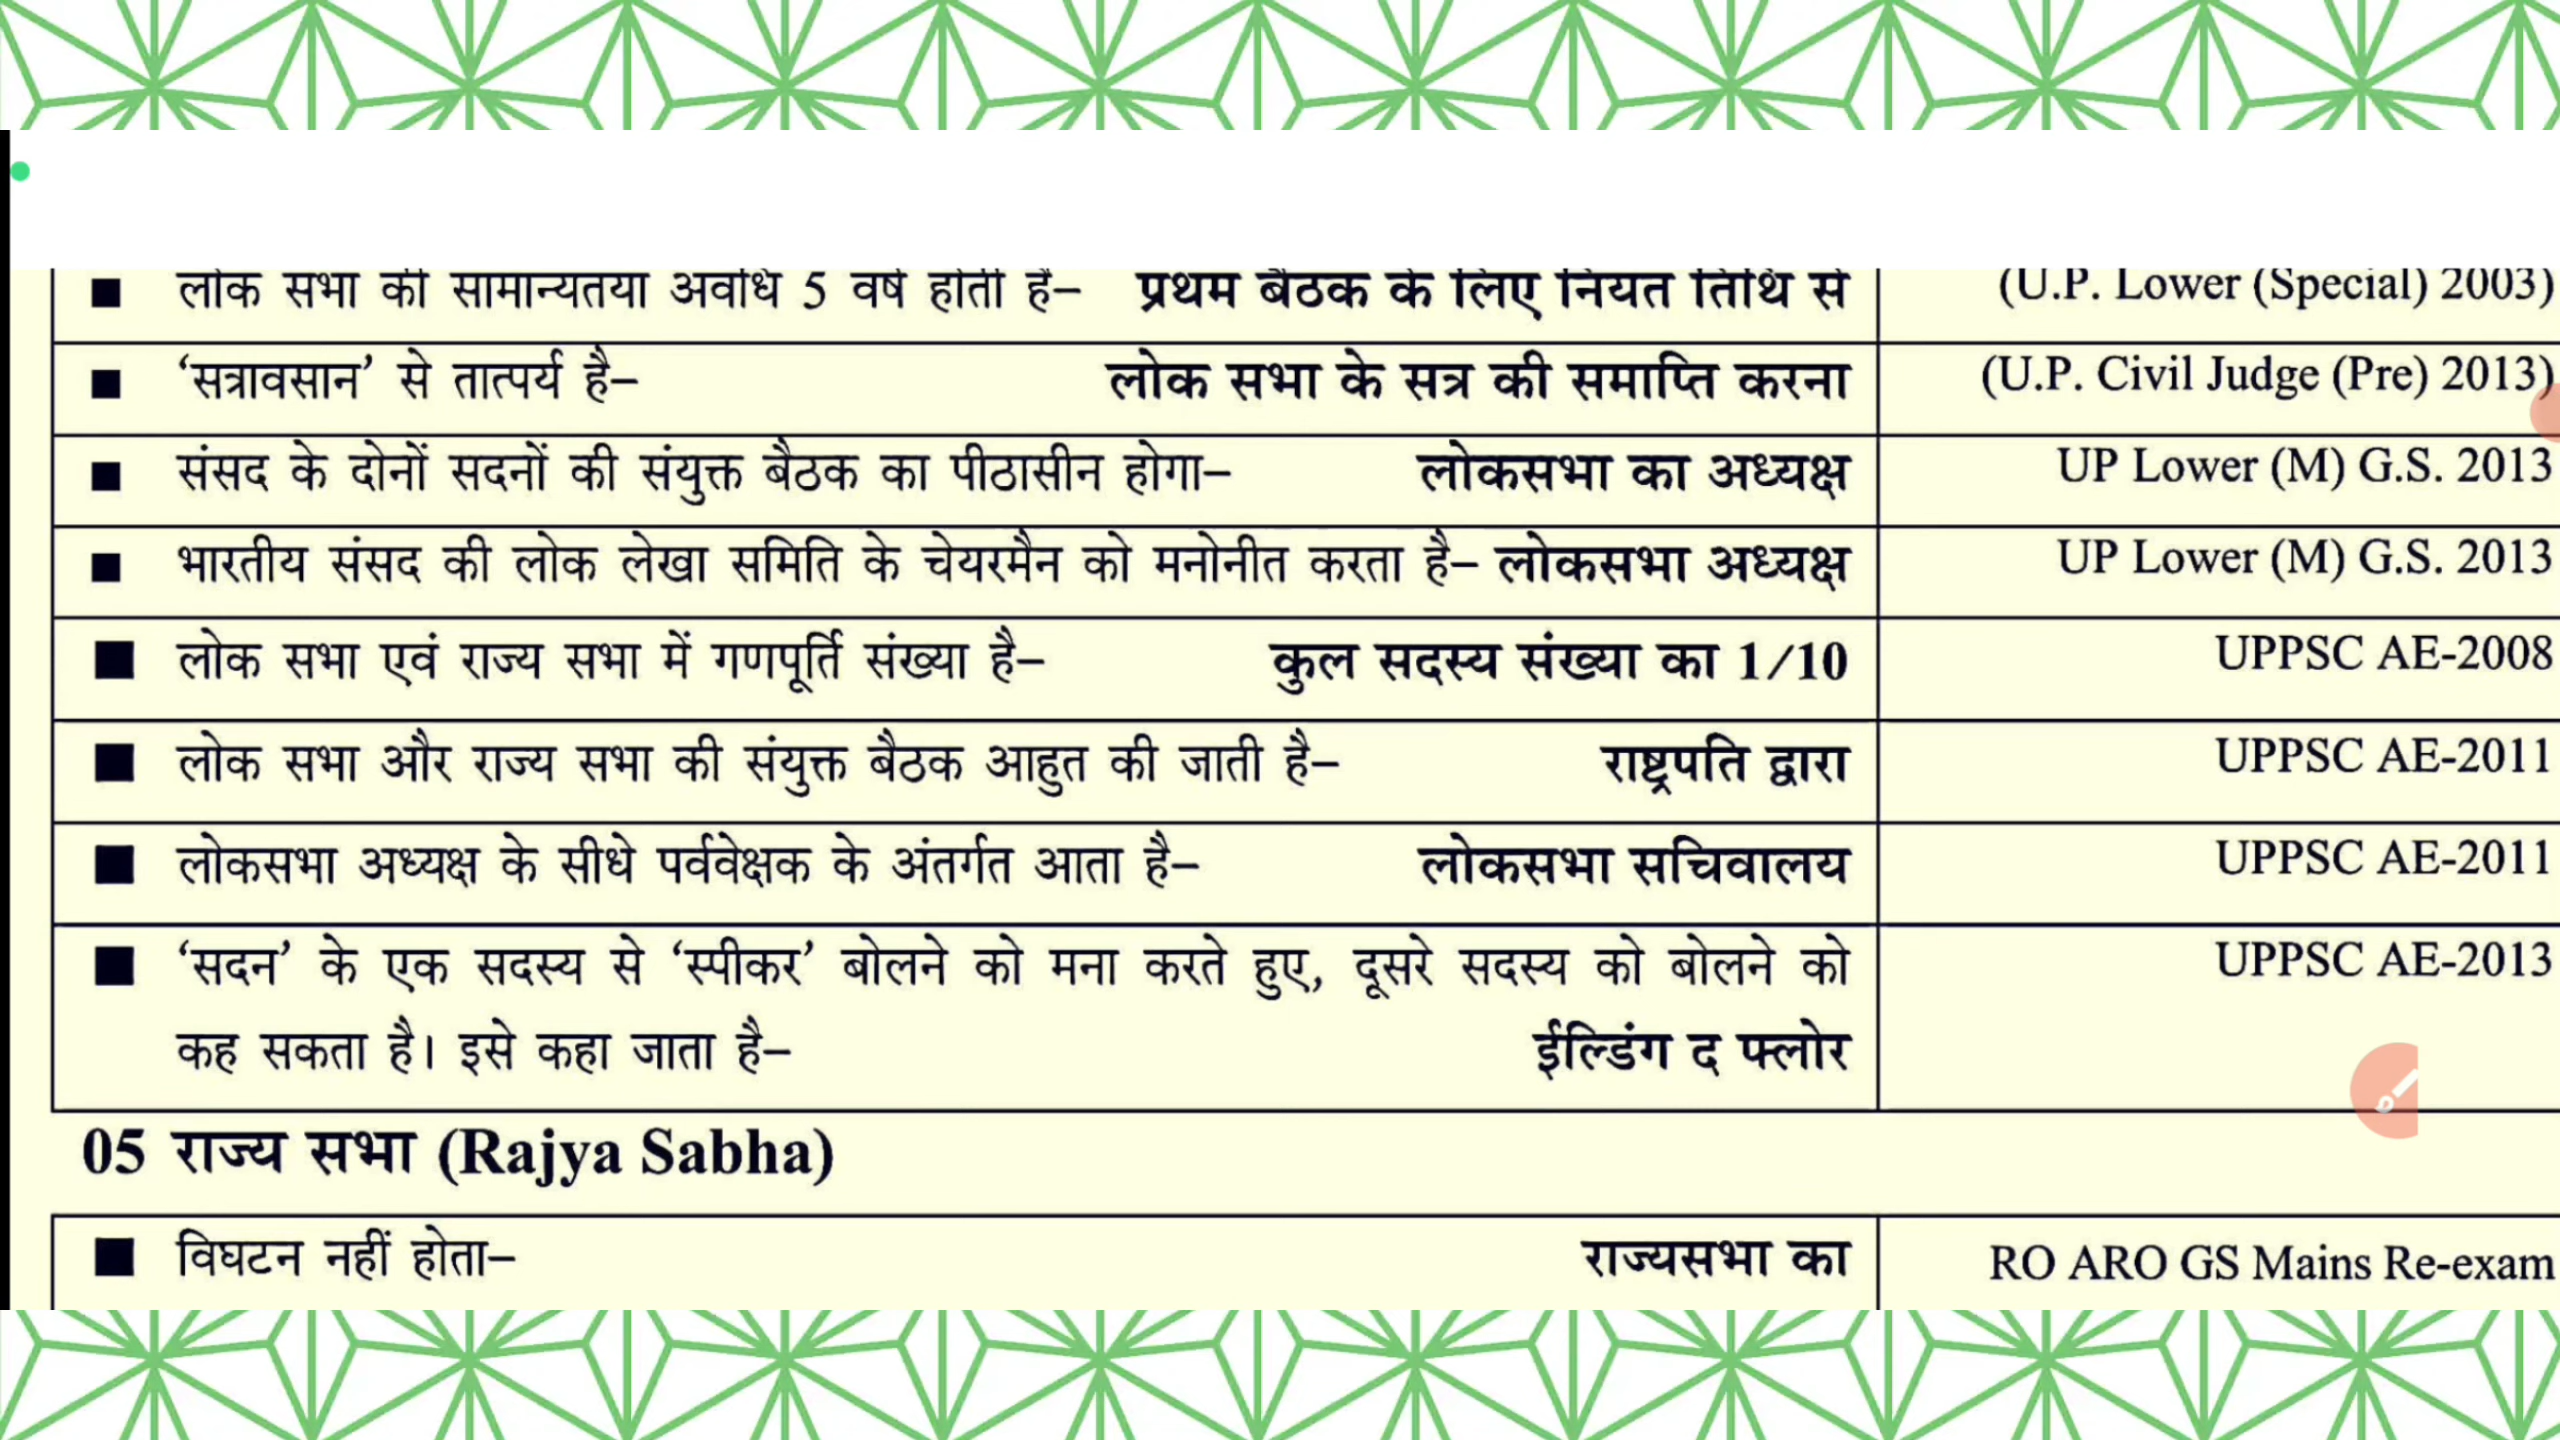 ■ लोक सभा की सामान्यतया अवधि 5 वर्ष होती है– प्रथम बैठक के लिए नियत तिथि से (U.P. Lower (Special) 2003)
■ ‘सत्रावसान’ से तात्पर्य है– लोक सभा के सत्र की समाप्ति करना (U.P. Civil Judge (Pre) 2013)
■ संसद के दोनों सदनों की संयुक्त बैठक का पीठासीन होगा– लोकसभा का अध्यक्ष UP Lower (M) G.S. 2013
■ भारतीय संसद की लोक लेखा समिति के चेयरमैन को मनोनीत करता है– लोकसभा अध्यक्ष UP Lower (M) G.S. 2013
■ लोक सभा एवं राज्य सभा में गणपूर्ति संख्या है– कुल सदस्य संख्या का 1/10 UPPSC AE-2008
■ लोक सभा और राज्य सभा की संयुक्त बैठक आहुत की जाती है– राष्ट्रपति द्वारा UPPSC AE-2011
■ लोकसभा अध्यक्ष के सीधे पर्ववेक्षक के अंतर्गत आता है– लोकसभा सचिवालय UPPSC AE-2011
■ ‘सदन’ के एक सदस्य से ‘स्पीकर’ बोलने को मना करते हुए, दूसरे सदस्य को बोलने को UPPSC AE-2013
कह सकता है। इसे कहा जाता है– ईल्डिंग द फ्लोर
05 राज्य सभा (Rajya Sabha)
■ विघटन नहीं होता– राज्यसभा का RO ARO GS Mains Re-exam